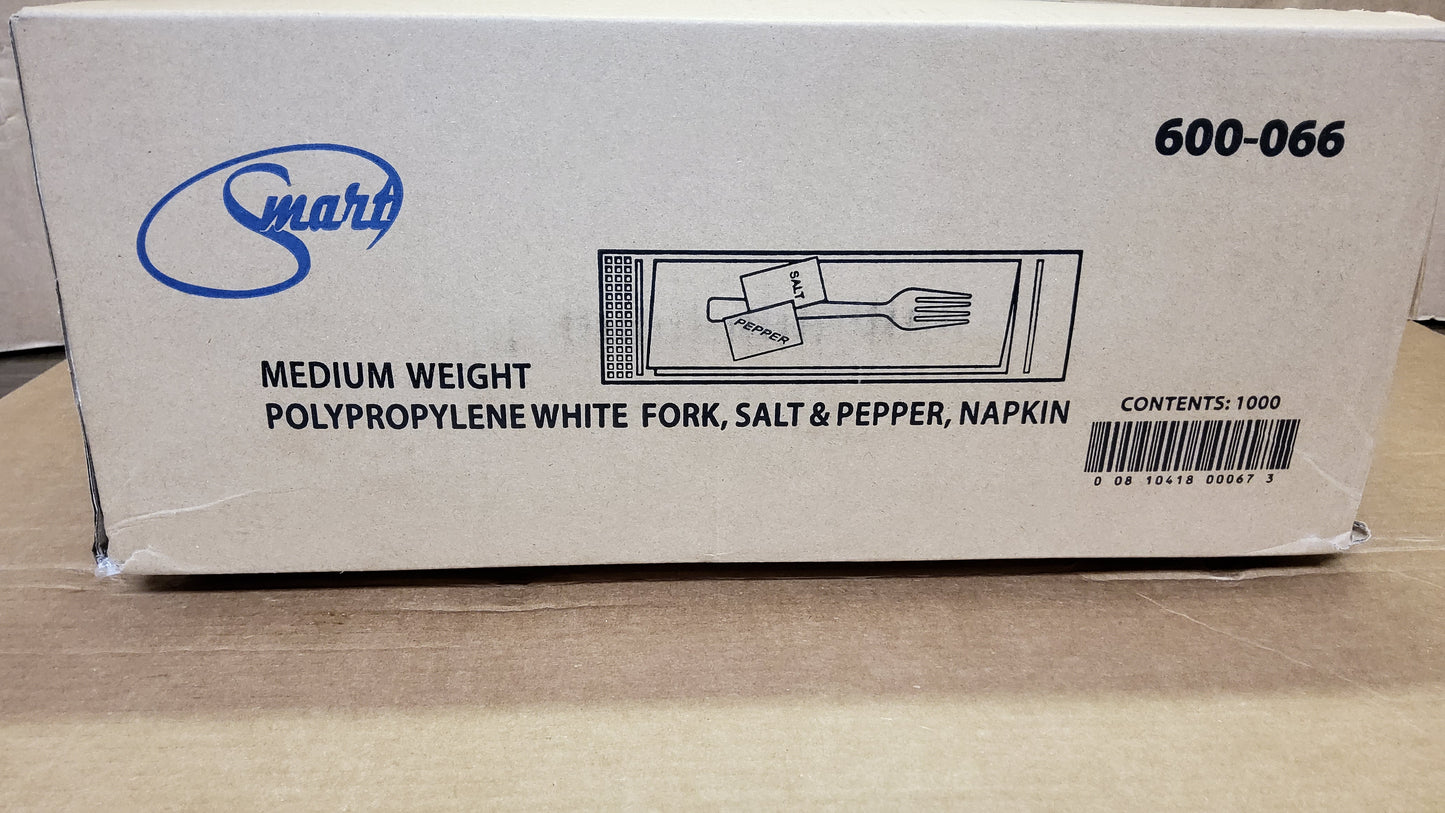 600-066
Smart
SALT
PEPPER
MEDIUM WEIGHT
POLYPROPYLENE WHITE FORK, SALT & PEPPER, NAPKIN
CONTENTS: 1000
0 08 10418 00067 3